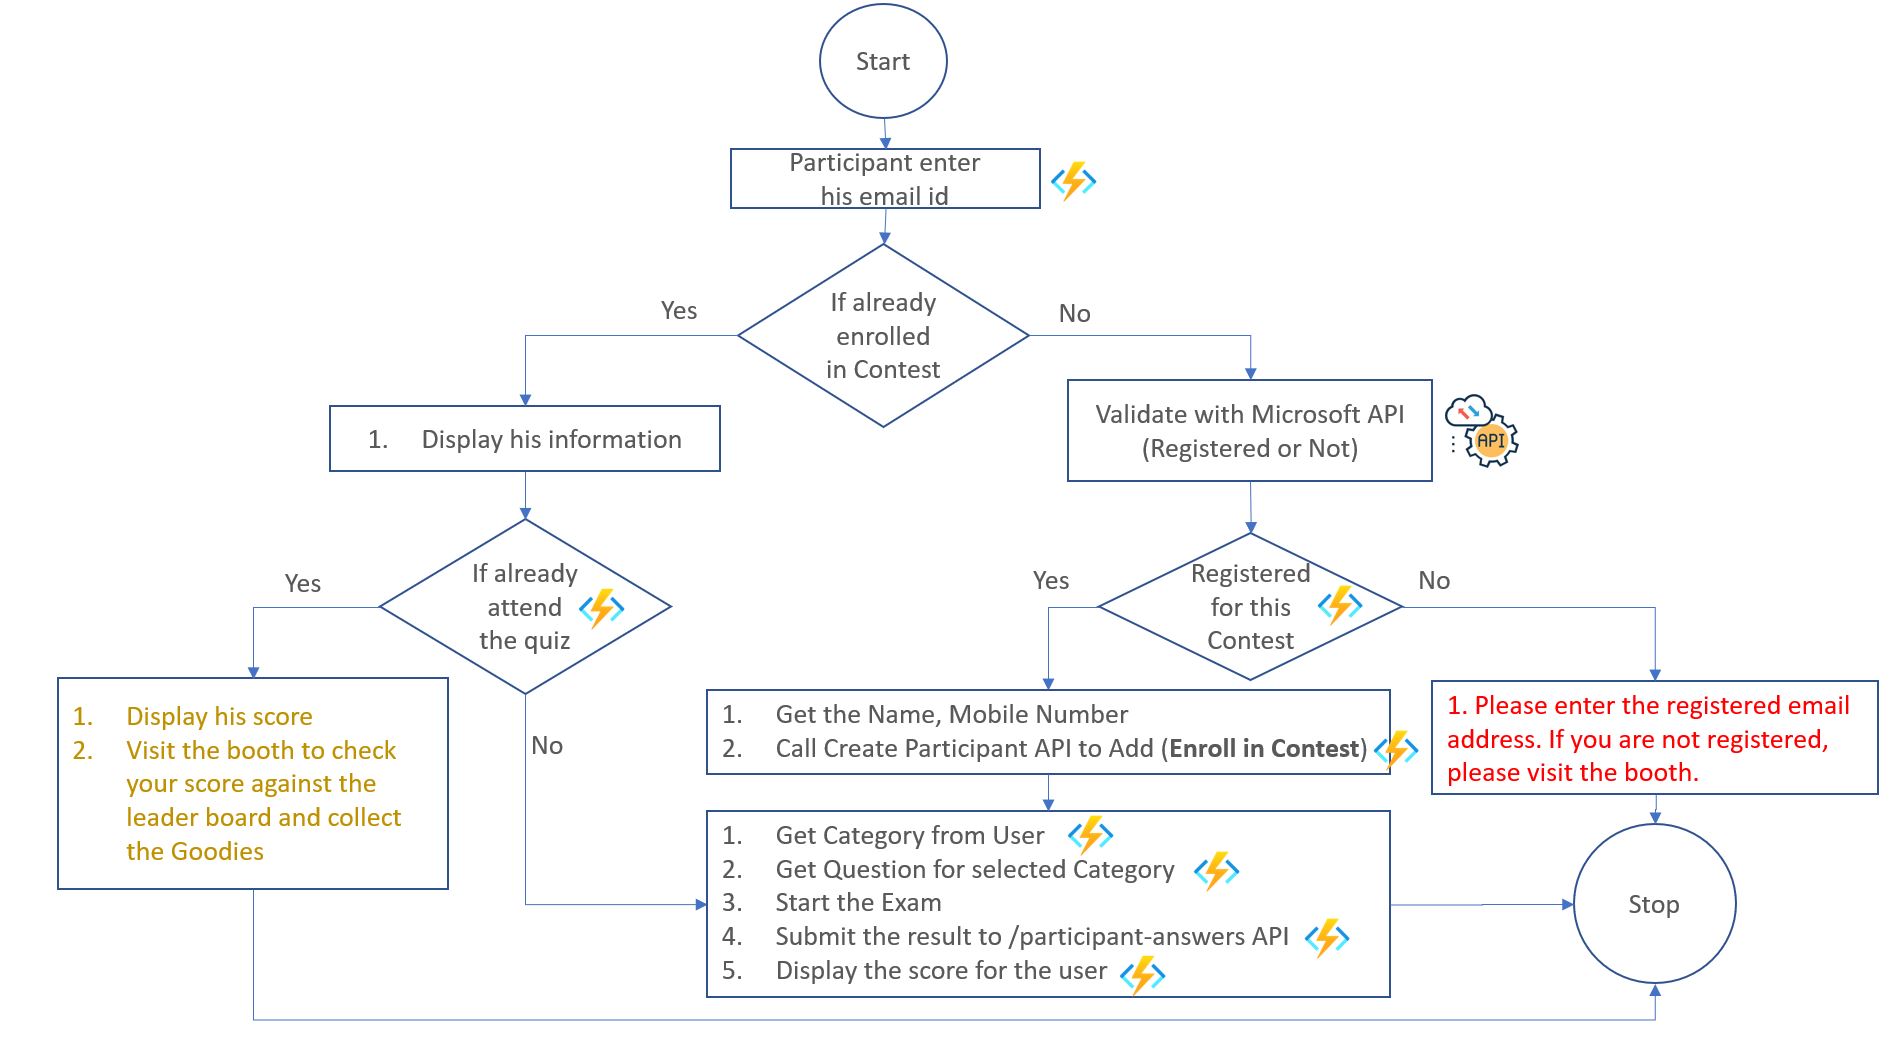 Start
Participant enter
his email id
If already
enrolled
in Contest
Yes
No
1. Display his information
Validate with Microsoft API
(Registered or Not)
API
If already
attend
the quiz
Yes
No
Registered
for this
Contest
Yes
No
1. Display his score
2. Visit the booth to check
your score against the
leader board and collect
the Goodies
1. Get the Name, Mobile Number
2. Call Create Participant API to Add (Enroll in Contest)
1. Please enter the registered email
address. If you are not registered,
please visit the booth.
1. Get Category from User
2. Get Question for selected Category
3. Start the Exam
4. Submit the result to /participant-answers API
5. Display the score for the user
Stop